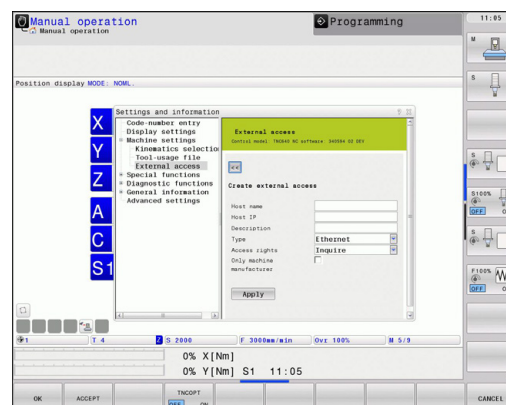 Manual operation
Manual operation
Programming
11:05
M
Position display MODE: NOML.
S
X
Y
Z
A
C
S1
Settings and information
Code-number entry
Display settings
Machine settings
Kinematics selectio
Tool-usage file
External access
Special functions
Diagnostic functions
General information
Advanced settings
External access
<<
Create external access
Host name
Host IP
Description
Type
Ethernet
Access rights
Inquire
Only machine
manufacturer
Apply
S
S100%
OFF
S
F100%
OFF
1
T 4
Z S 2000
F 3000mm/min
Ovr 100%
M 5/9
0% X[Nm]
0% Y[Nm] S1 11:05
OK
ACCEPT
TNCOPT
OFF ON
CANCEL